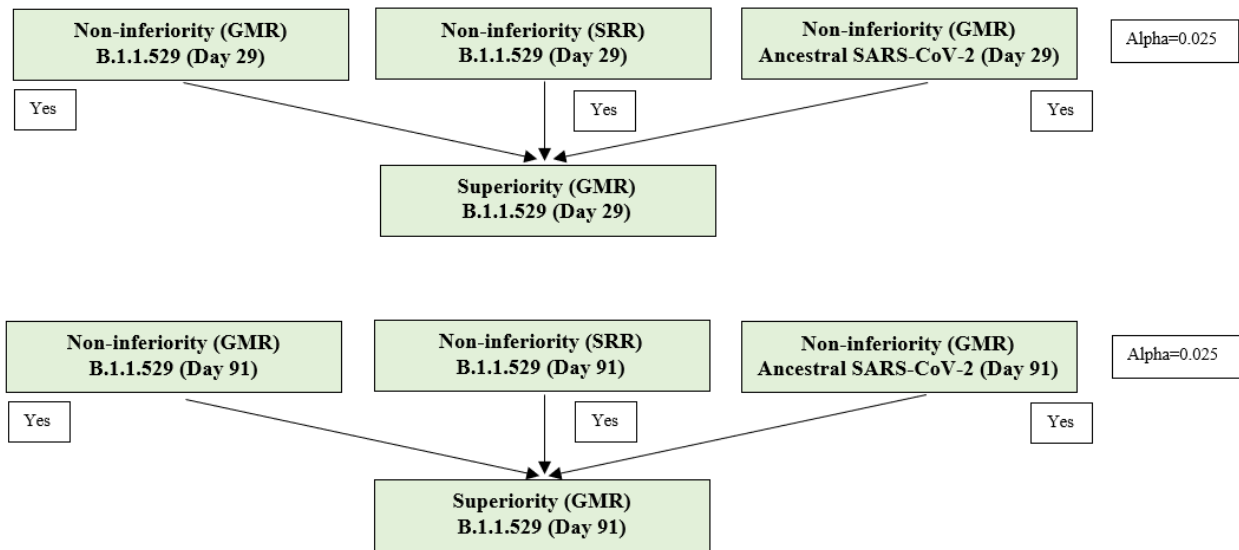 Non-inferiority (GMR)
B.1.1.529 (Day 29)
Non-inferiority (SRR)
B.1.1.529 (Day 29)
Non-inferiority (GMR)
Ancestral SARS-CoV-2 (Day 29)
Alpha=0.025
Yes
Yes
Yes
Superiority (GMR)
B.1.1.529 (Day 29)
Non-inferiority (GMR)
B.1.1.529 (Day 91)
Non-inferiority (SRR)
B.1.1.529 (Day 91)
Non-inferiority (GMR)
Ancestral SARS-CoV-2 (Day 91)
Alpha=0.025
Yes
Yes
Yes
Superiority (GMR)
B.1.1.529 (Day 91)